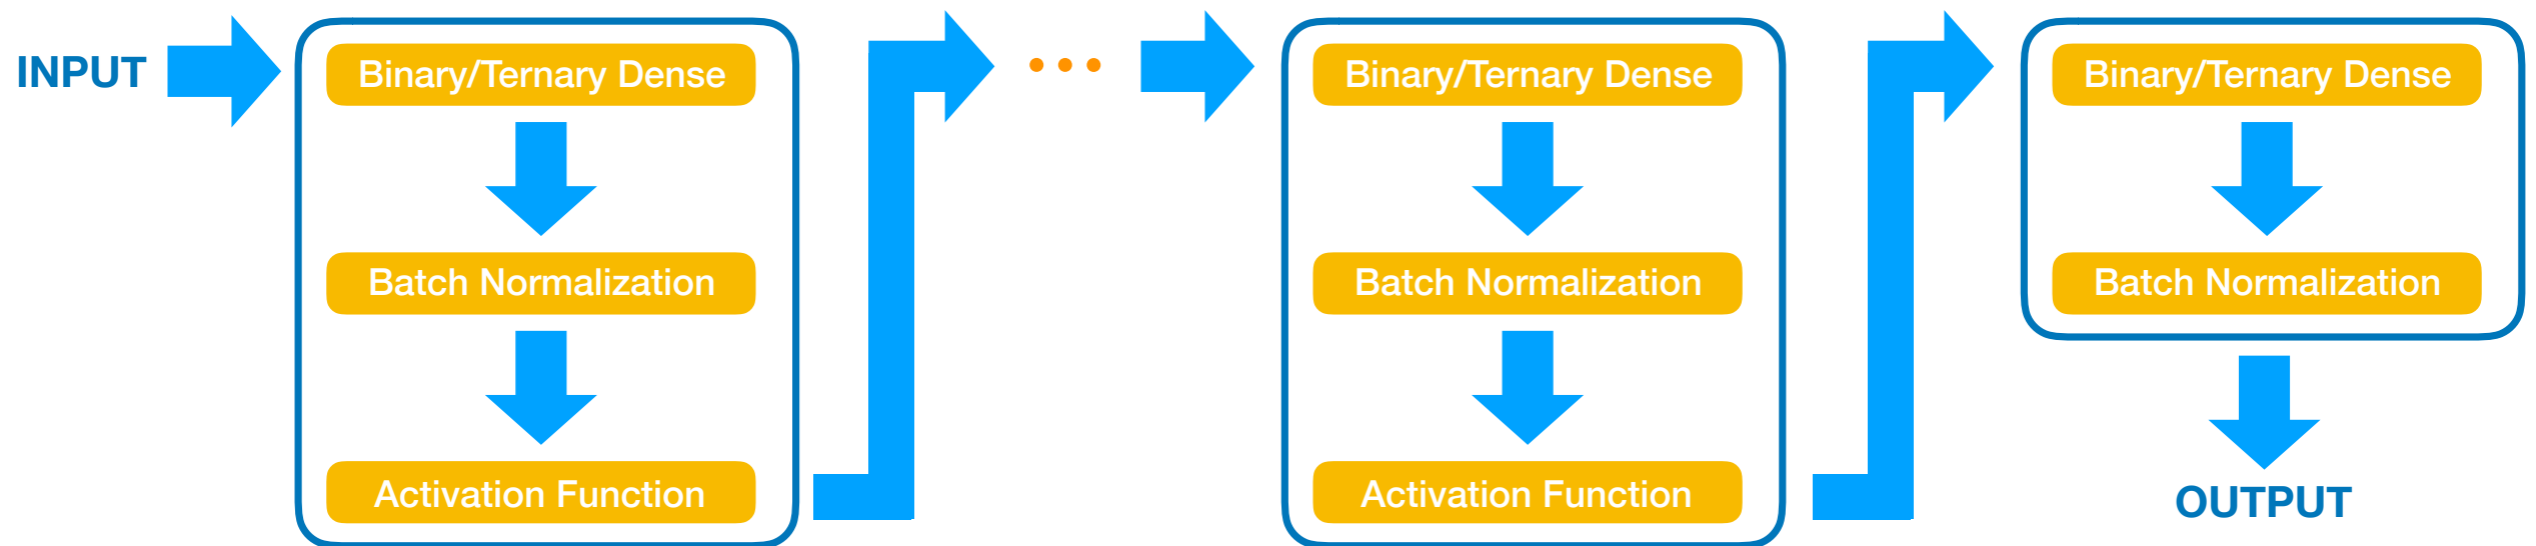 INPUT
Binary/Ternary Dense
Batch Normalization
Activation Function
...
Binary/Ternary Dense
Batch Normalization
Activation Function
Binary/Ternary Dense
Batch Normalization
OUTPUT